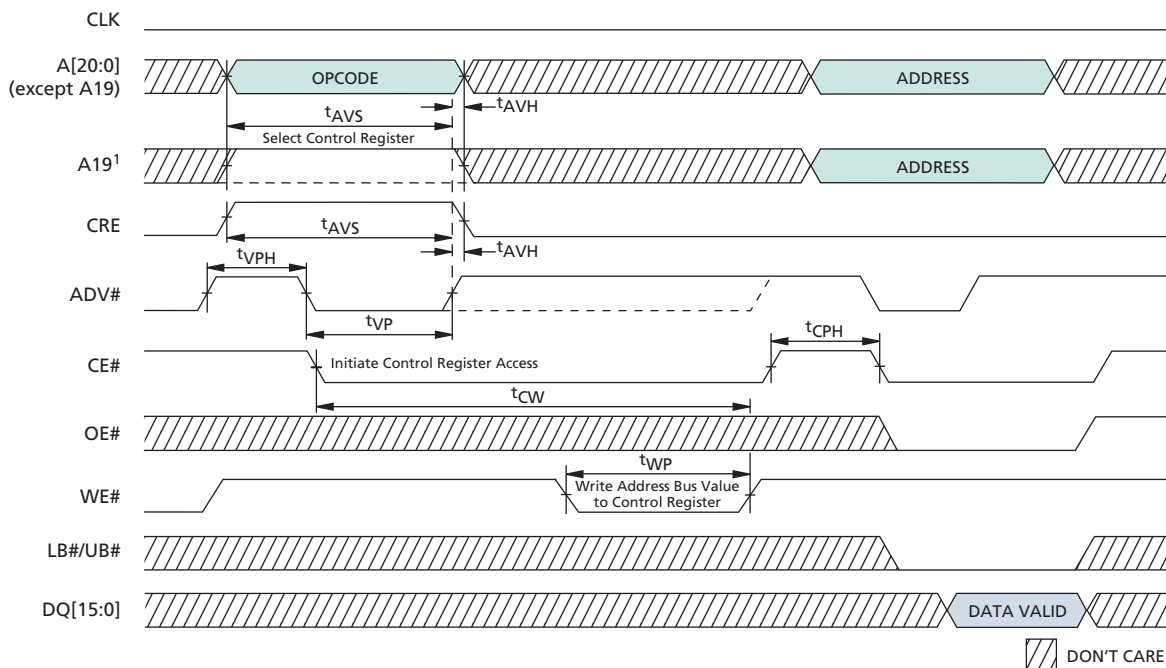 CLK
A[20:0]
(except A19)
OPCODE
ADDRESS
tAVH
tAVS
Select Control Register
A19¹
ADDRESS
CRE
tAVS
tAVH
tVPH
ADV#
tVP
tCPH
CE#
Initiate Control Register Access
tCW
OE#
tWP
WE#
Write Address Bus Value
to Control Register
LB#/UB#
DQ[15:0]
DATA VALID
DON'T CARE